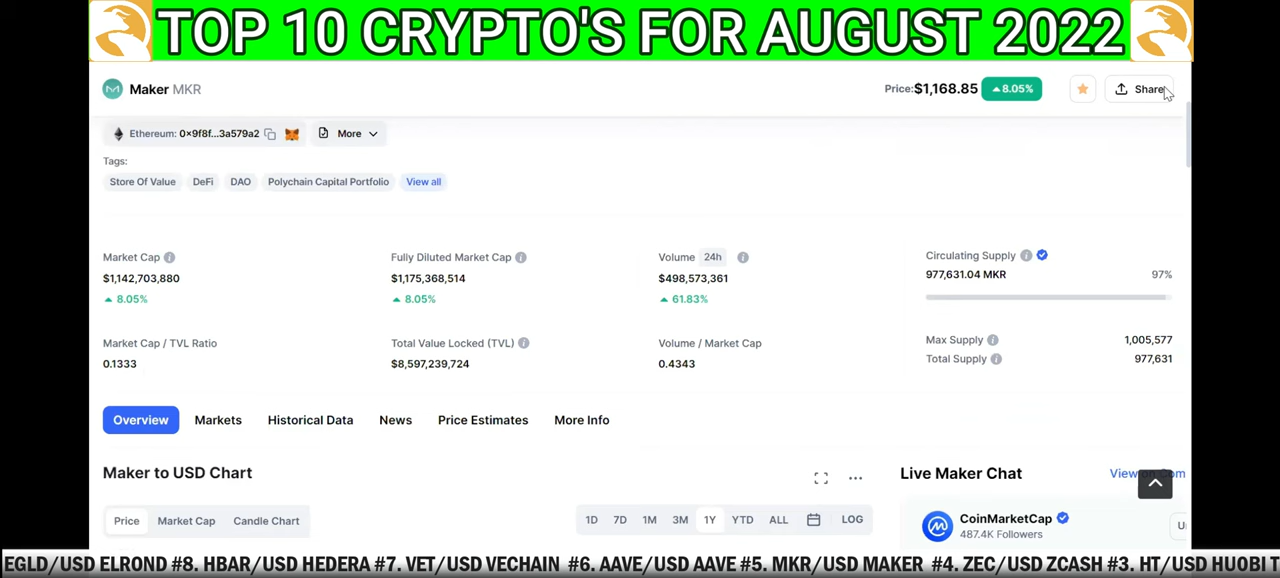 TOP 10 CRYPTO'S FOR AUGUST 2022
Maker MKR
Price:$1,168.85 8.05%
Share
Ethereum: 0x9f8f...3a579a2
More
Tags:
Store Of Value DeFi DAO Polychain Capital Portfolio View all
Market Cap Fully Diluted Market Cap Volume 24h Circulating Supply
$1,142,703,880 $1,175,368,514 $498,573,361 977,631.04 MKR 97%
8.05% 8.05% 61.83%
Market Cap / TVL Ratio Total Value Locked (TVL) Volume / Market Cap Max Supply 1,005,577
0.1333 $8,597,239,724 0.4343 Total Supply 977,631
Overview Markets Historical Data News Price Estimates More Info
Maker to USD Chart
Live Maker Chat View on Com
Price Market Cap Candle Chart 1D 7D 1M 3M 1Y YTD ALL LOG
CoinMarketCap
487.4K Followers
EGLD/USD ELROND #8. HBAR/USD HEDERA #7. VET/USD VECHAIN #6. AAVE/USD AAVE #5. MKR/USD MAKER #4. ZEC/USD ZCASH #3. HT/USD HUOBI T